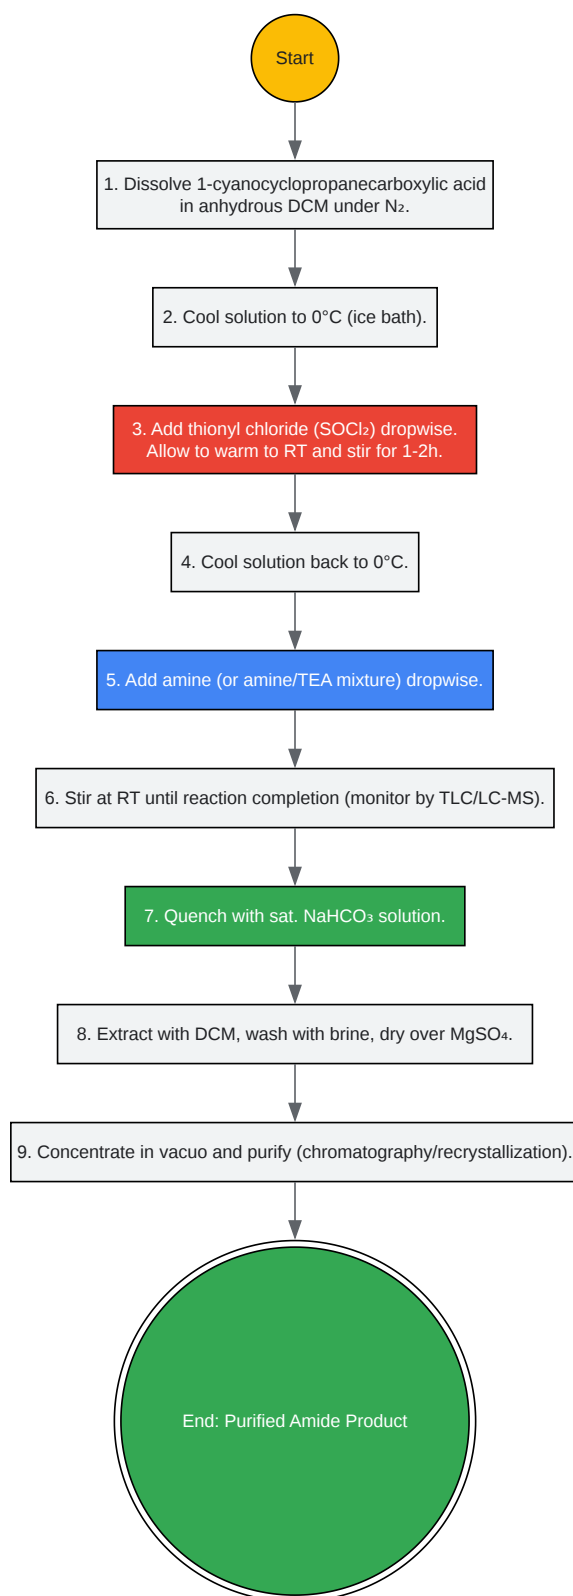 Start
1. Dissolve 1-cyanocyclopropanecarboxylic acid
in anhydrous DCM under N₂.
2. Cool solution to 0°C (ice bath).
3. Add thionyl chloride (SOCl₂) dropwise.
Allow to warm to RT and stir for 1-2h.
4. Cool solution back to 0°C.
5. Add amine (or amine/TEA mixture) dropwise.
6. Stir at RT until reaction completion (monitor by TLC/LC-MS).
7. Quench with sat. NaHCO₃ solution.
8. Extract with DCM, wash with brine, dry over MgSO₄.
9. Concentrate in vacuo and purify (chromatography/recrystallization).
End: Purified Amide Product